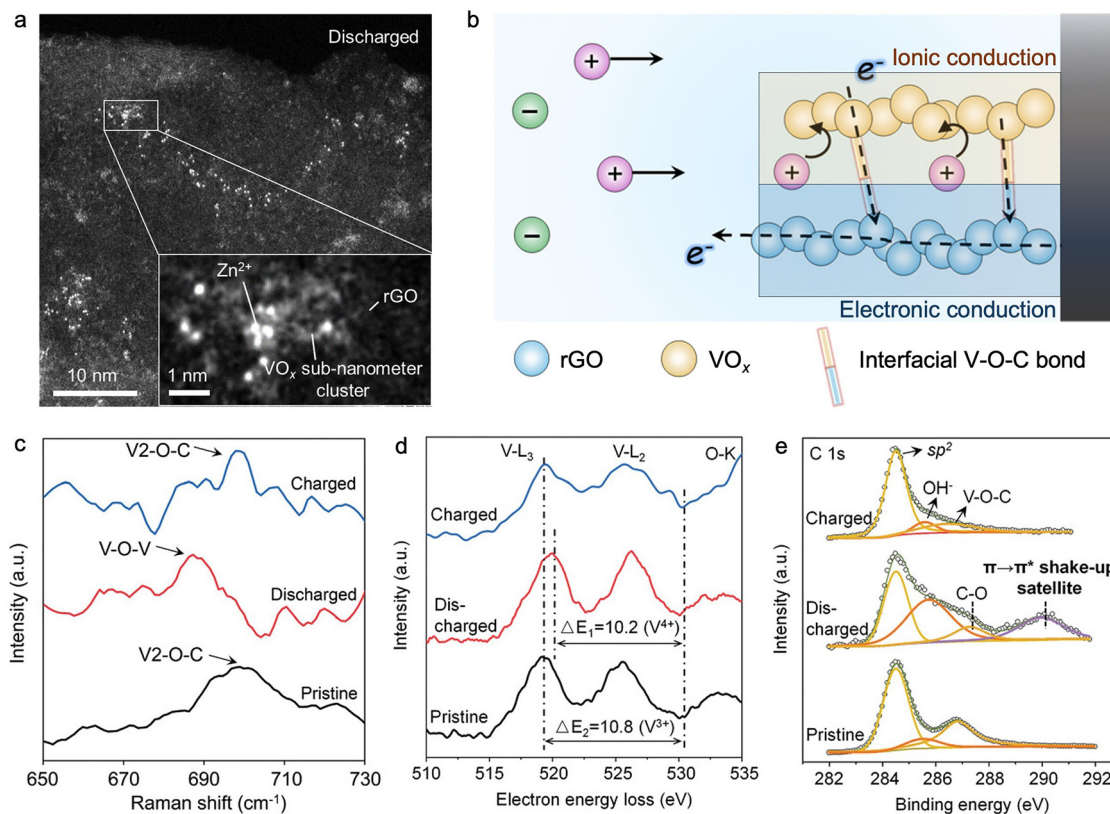 a
Discharged
Zn²⁺
rGO
VOₓ sub-nanometer
cluster
10 nm
1 nm
b
e⁻
Ionic conduction
+
−
+
+
+
−
e⁻
Electronic conduction
rGO
VOₓ
Interfacial V-O-C bond
c
V2-O-C
Charged
V-O-V
Discharged
V2-O-C
Pristine
Intensity (a.u.)
650 670 690 710 730
Raman shift (cm⁻¹)
d
V-L₃ V-L₂ O-K
Charged
Dis-
charged
△E₁=10.2 (V⁴⁺)
Pristine
△E₂=10.8 (V³⁺)
Intensity (a.u.)
510 515 520 525 530 535
Electron energy loss (eV)
e
C 1s
sp²
OH⁻
V-O-C
Charged
π→π* shake-up
satellite
C-O
Dis-
charged
Pristine
Intensity (a.u.)
282 284 286 288 290 292
Binding energy (eV)